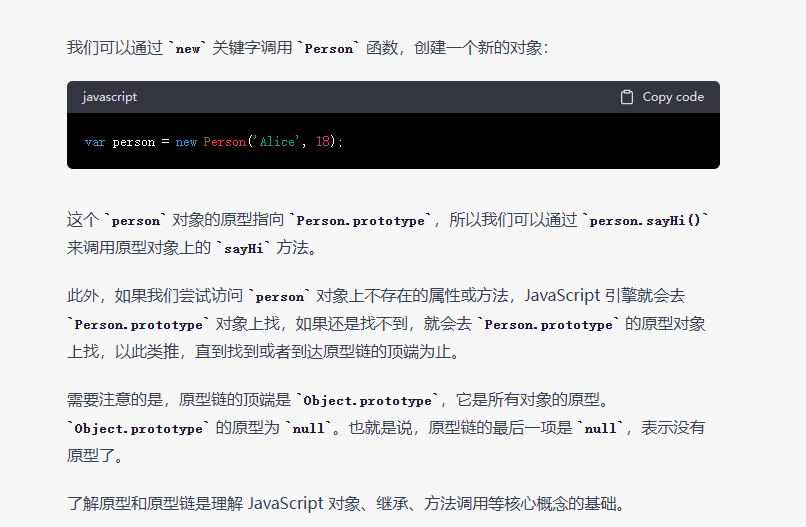 我们可以通过 `new` 关键字调用 `Person` 函数，创建一个新的对象：
javascript
Copy code
var person = new Person('Alice', 18);
这个 `person` 对象的原型指向 `Person.prototype`，所以我们可以通过 `person.sayHi()`
来调用原型对象上的 `sayHi` 方法。
此外，如果我们尝试访问 `person` 对象上不存在的属性或方法，JavaScript 引擎就会去
`Person.prototype` 对象上找，如果还是找不到，就会去 `Person.prototype` 的原型对象
上找，以此类推，直到找到或者到达原型链的顶端为止。
需要注意的是，原型链的顶端是 `Object.prototype`，它是所有对象的原型。
`Object.prototype` 的原型为 `null`。也就是说，原型链的最后一项是 `null`，表示没有
原型了。
了解原型和原型链是理解 JavaScript 对象、继承、方法调用等核心概念的基础。